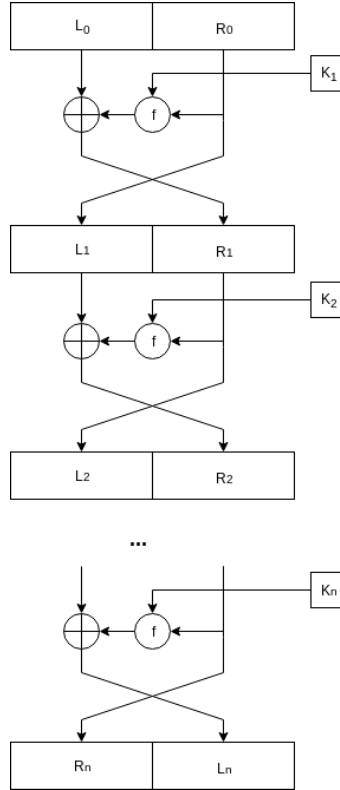 L₀ R₀
K₁
f
L₁ R₁
K₂
f
L₂ R₂
...
Kₙ
f
Rₙ Lₙ